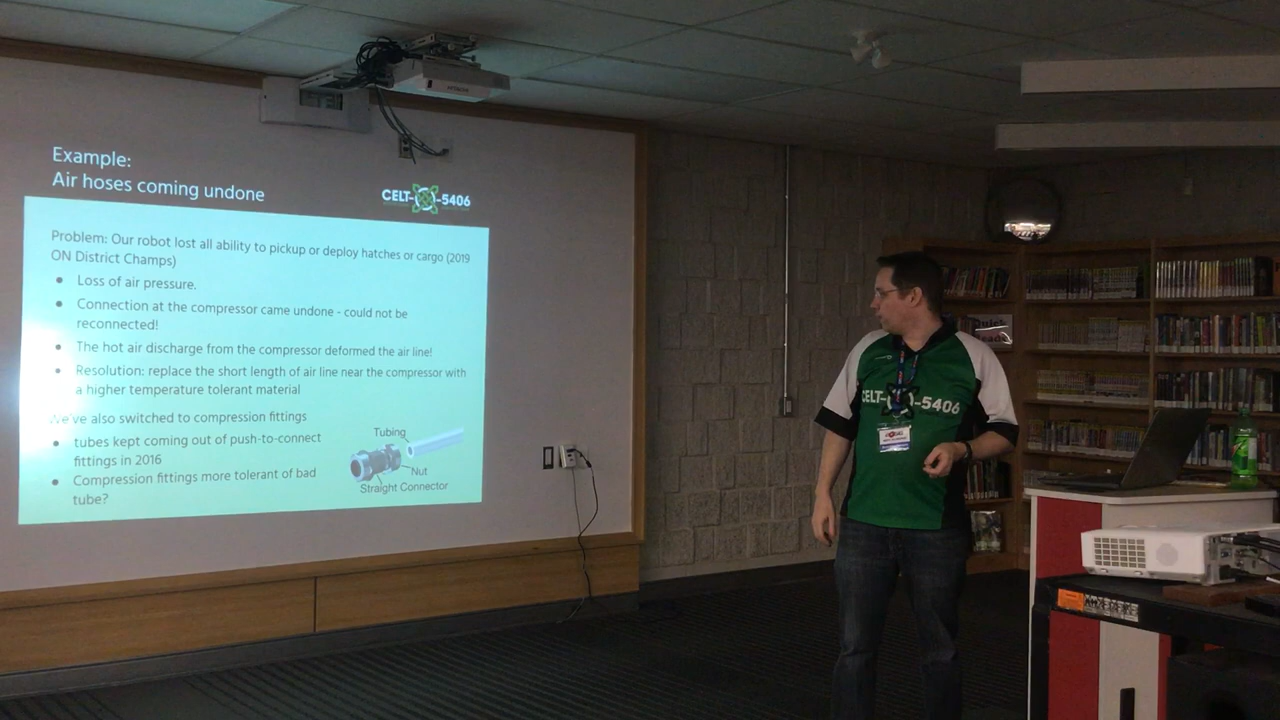 Example:
Air hoses coming undone
CELT- -5406
Problem: Our robot lost all ability to pickup or deploy hatches or cargo (2019
ON District Champs)
• Loss of air pressure.
• Connection at the compressor came undone - could not be
reconnected!
• The hot air discharge from the compressor deformed the air line!
• Resolution: replace the short length of air line near the compressor with
a higher temperature tolerant material
We've also switched to compression fittings
• tubes kept coming out of push-to-connect
fittings in 2016
• Compression fittings more tolerant of bad
tube?
Tubing
Nut
Straight Connector
CELT- -5406